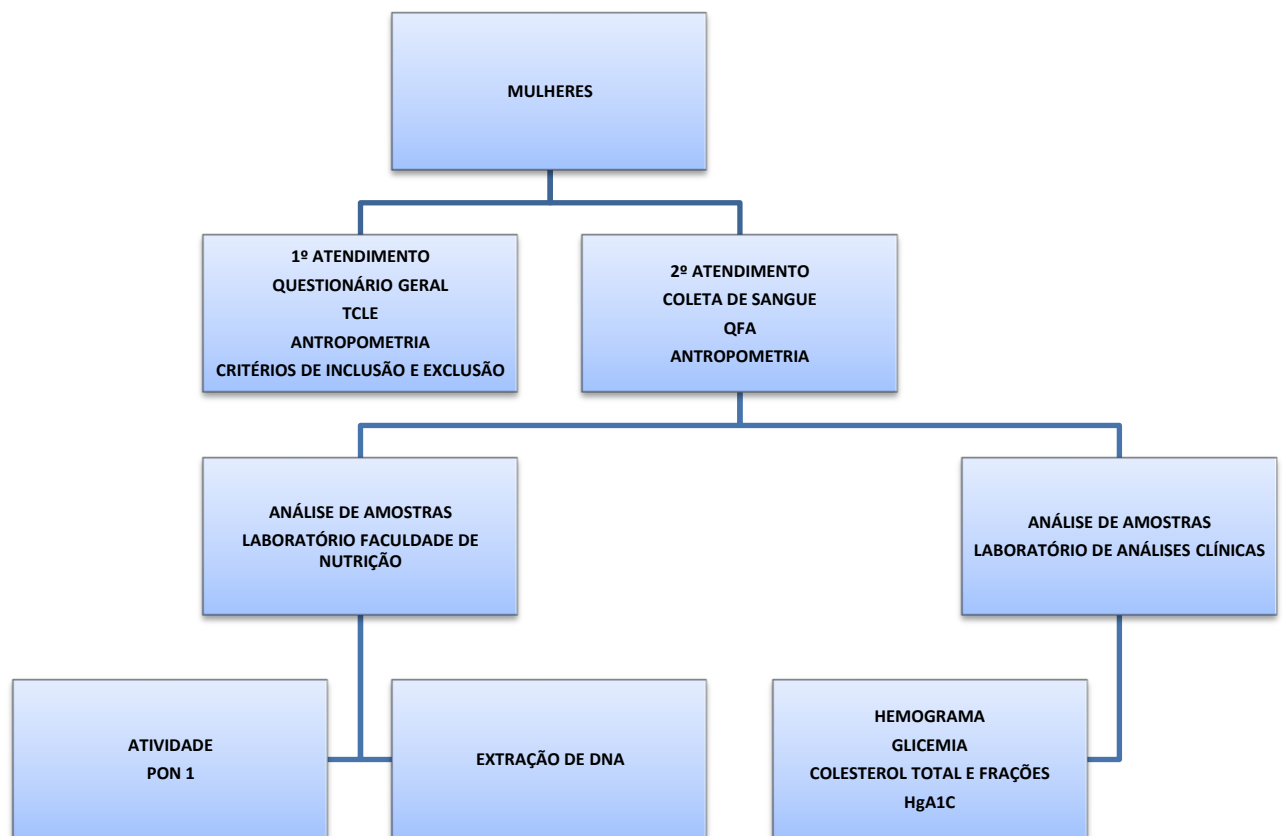 MULHERES
1º ATENDIMENTO
QUESTIONÁRIO GERAL
TCLE
ANTROPOMETRIA
CRITÉRIOS DE INCLUSÃO E EXCLUSÃO
2º ATENDIMENTO
COLETA DE SANGUE
QFA
ANTROPOMETRIA
ANÁLISE DE AMOSTRAS
LABORATÓRIO FACULDADE DE
NUTRIÇÃO
ANÁLISE DE AMOSTRAS
LABORATÓRIO DE ANÁLISES CLÍNICAS
ATIVIDADE
PON 1
EXTRAÇÃO DE DNA
HEMOGRAMA
GLICEMIA
COLESTEROL TOTAL E FRAÇÕES
HgA1C